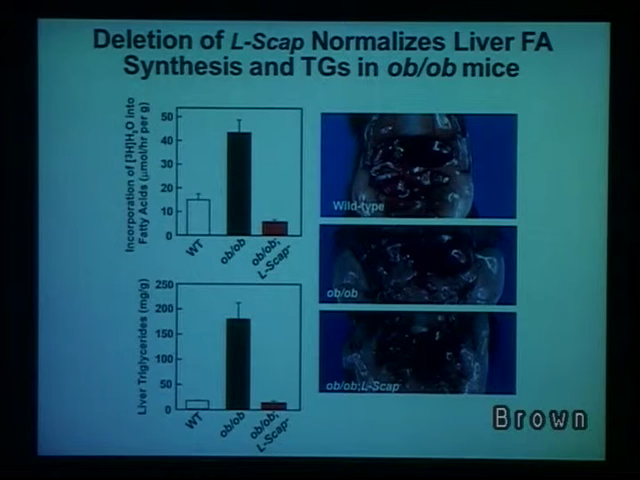 Deletion of L-Scap Normalizes Liver FA
Synthesis and TGs in ob/ob mice
Incorporation of [3H]H2O into
Fatty Acids (μmol/hr per g)
50
40
30
20
10
0
WT
ob/ob
ob/ob;
L-Scap-
Liver Triglycerides (mg/g)
250
200
150
100
50
0
WT
ob/ob
ob/ob;
L-Scap-
Wild-type
ob/ob
ob/ob;L-Scap-
Brown